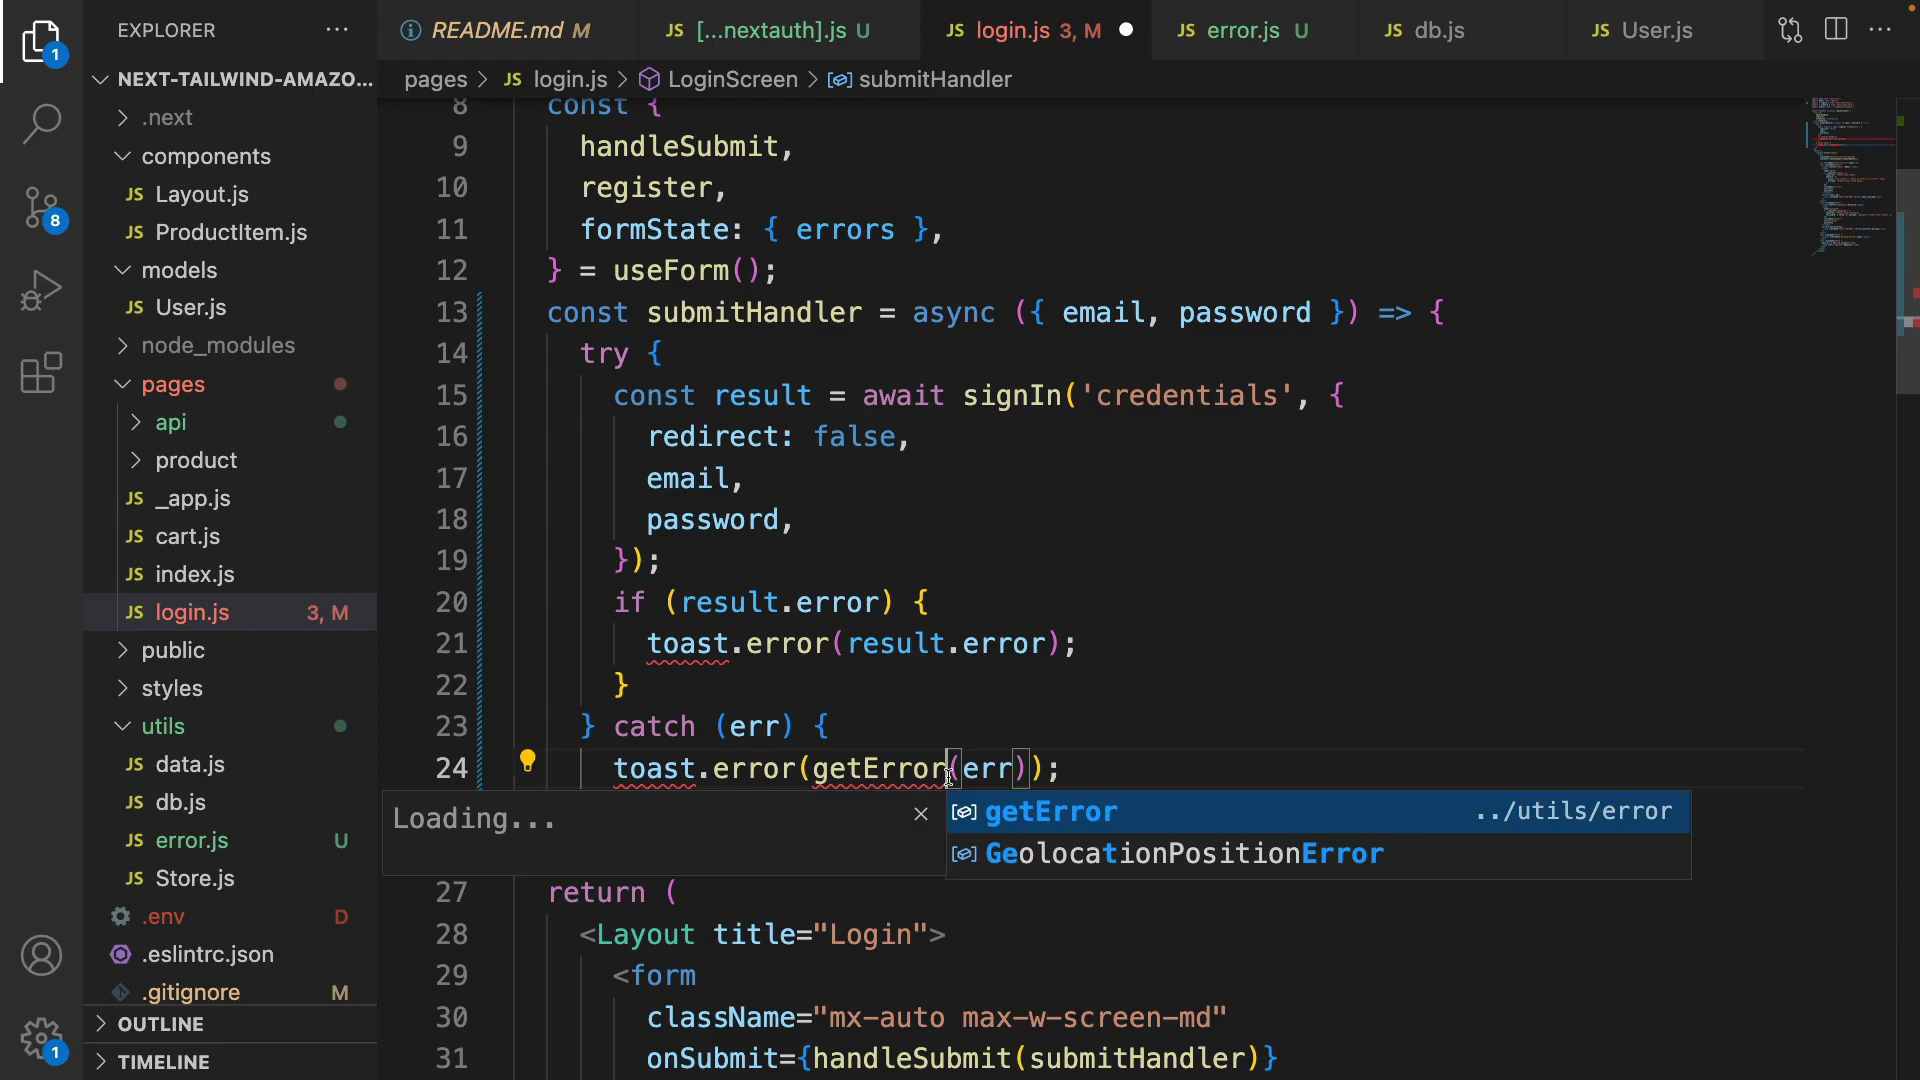 EXPLORER
README.md M
JS [...nextauth].js U
JS login.js 3, M
JS error.js U
JS db.js
JS User.js
1
NEXT-TAILWIND-AMAZO...
pages > JS login.js > LoginScreen > submitHandler
.next
components
JS Layout.js
JS ProductItem.js
models
JS User.js
node_modules
pages
api
product
JS _app.js
JS cart.js
JS index.js
JS login.js 3, M
public
styles
utils
JS data.js
JS db.js
JS error.js U
JS Store.js
.env D
.eslintrc.json
.gitignore M
OUTLINE
TIMELINE
8
1
8 const {
9 handleSubmit,
10 register,
11 formState: { errors },
12 } = useForm();
13 const submitHandler = async ({ email, password }) => {
14 try {
15 const result = await signIn('credentials', {
16 redirect: false,
17 email,
18 password,
19 });
20 if (result.error) {
21 toast.error(result.error);
22 }
23 } catch (err) {
24 toast.error(getError(err));
Loading...
getError ../utils/error
GeolocationPositionError
27 return (
28 <Layout title="Login">
29 <form
30 className="mx-auto max-w-screen-md"
31 onSubmit={handleSubmit(submitHandler)}